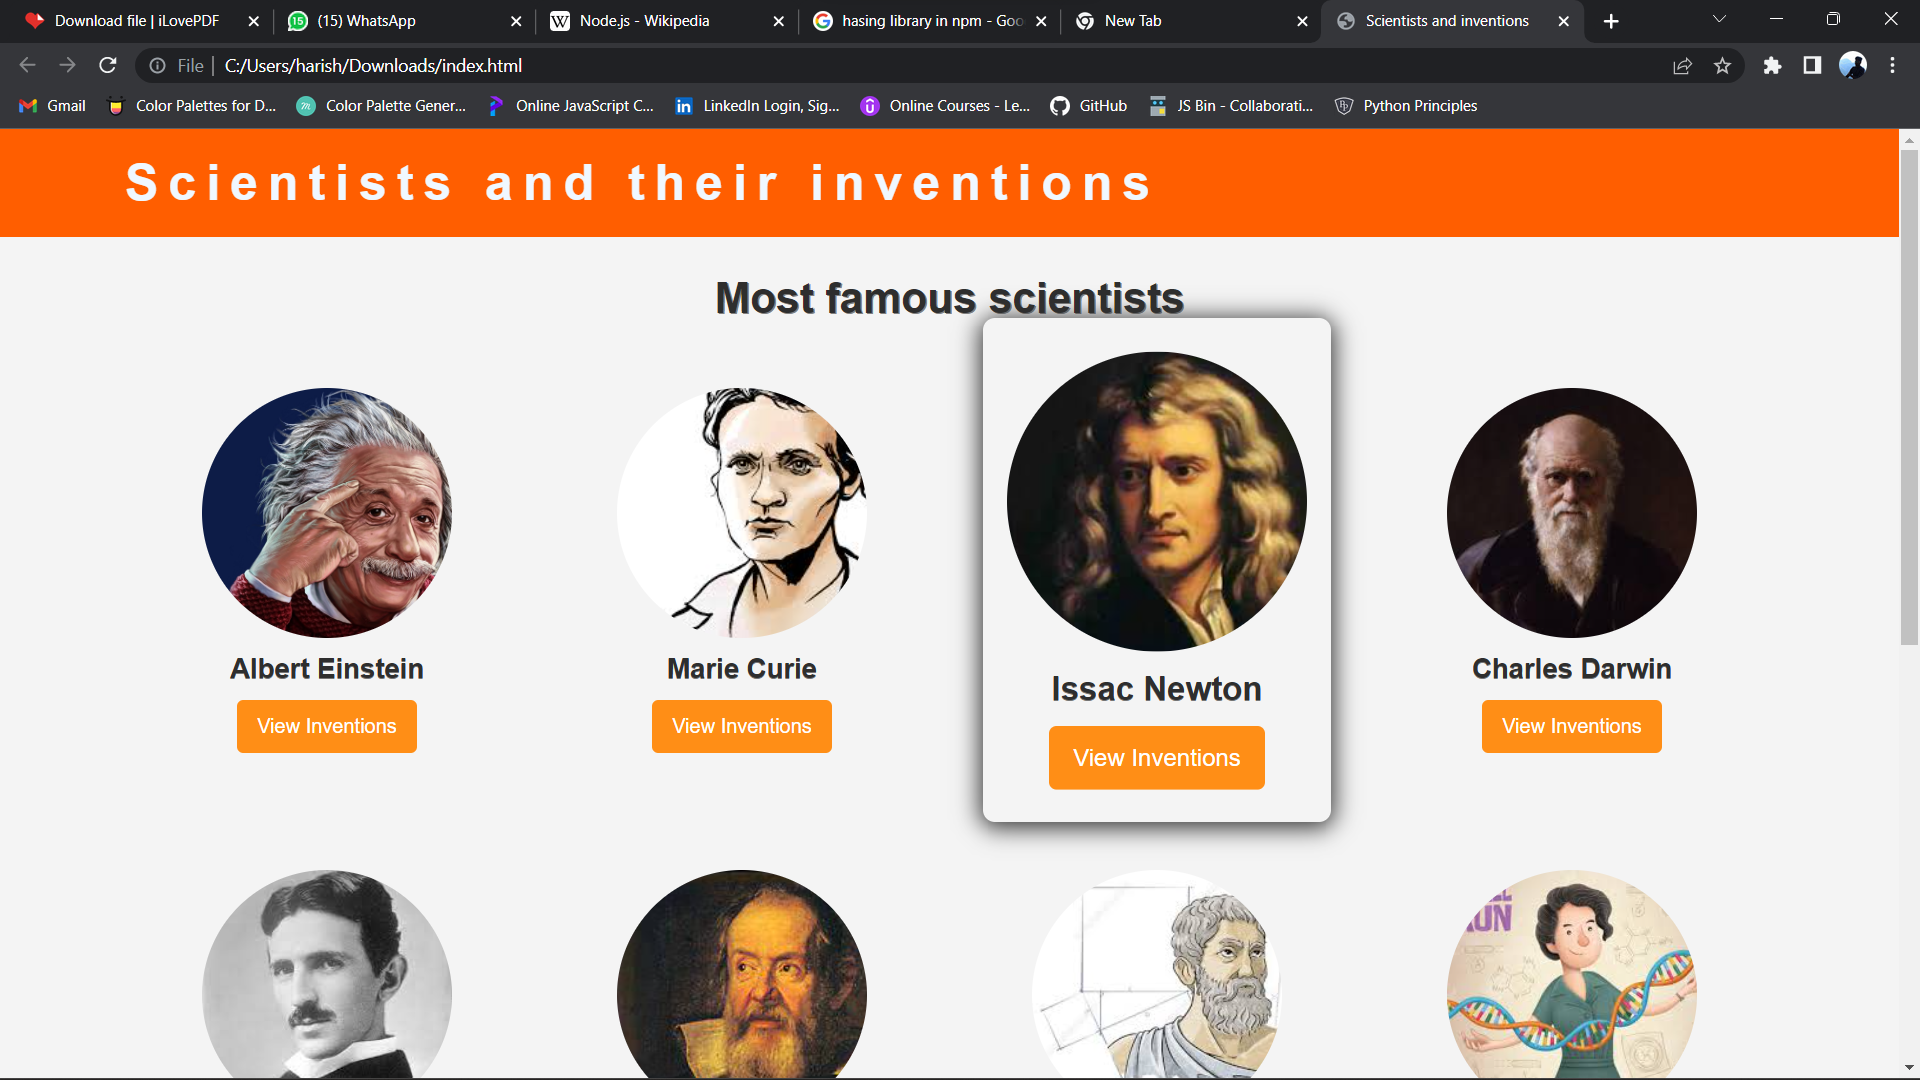 Download file | iLovePDF
(15) WhatsApp
Node.js - Wikipedia
hasing library in npm - Goo
New Tab
Scientists and inventions
File | C:/Users/harish/Downloads/index.html
Gmail
Color Palettes for D...
Color Palette Gener...
Online JavaScript C...
LinkedIn Login, Sig...
Online Courses - Le...
GitHub
JS Bin - Collaborati...
Python Principles
Scientists and their inventions
Most famous scientists
Albert Einstein
View Inventions
Marie Curie
View Inventions
Issac Newton
View Inventions
Charles Darwin
View Inventions